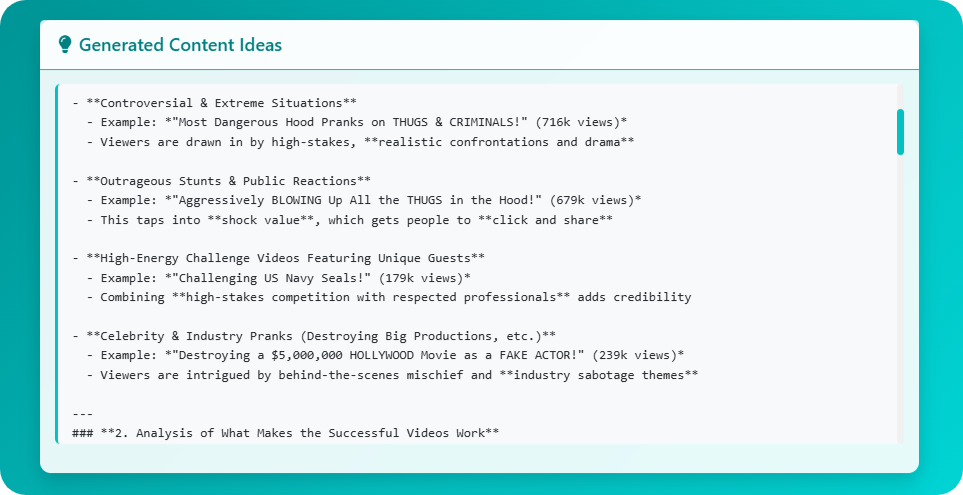 Generated Content Ideas
- **Controversial & Extreme Situations**
- Example: *"Most Dangerous Hood Pranks on THUGS & CRIMINALS!" (716k views)*
- Viewers are drawn in by high-stakes, **realistic confrontations and drama**
- **Outrageous Stunts & Public Reactions**
- Example: *"Aggressively BLOWING Up All the THUGS in the Hood!" (679k views)*
- This taps into **shock value**, which gets people to **click and share**
- **High-Energy Challenge Videos Featuring Unique Guests**
- Example: *"Challenging US Navy Seals!" (179k views)*
- Combining **high-stakes competition with respected professionals** adds credibility
- **Celebrity & Industry Pranks (Destroying Big Productions, etc.)**
- Example: *"Destroying a $5,000,000 HOLLYWOOD Movie as a FAKE ACTOR!" (239k views)*
- Viewers are intrigued by behind-the-scenes mischief and **industry sabotage themes**
---
### **2. Analysis of What Makes the Successful Videos Work**